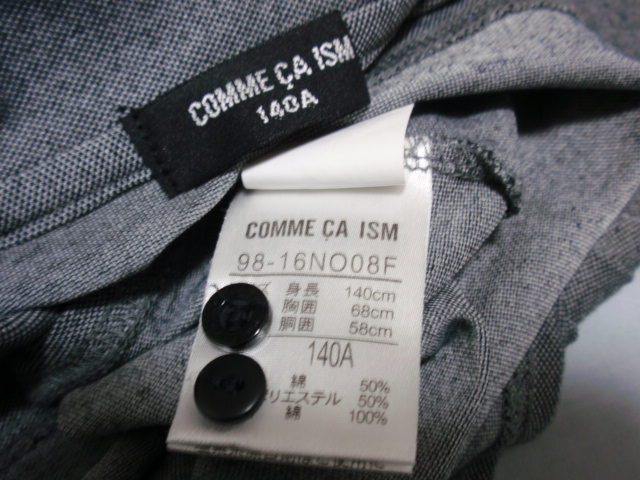 COMME ÇA ISM
140A
COMME ÇA ISM
98-16NO08F
身長 140cm
胸囲 68cm
胴囲 58cm
140A
綿 50%
リエステル 50%
綿 100%